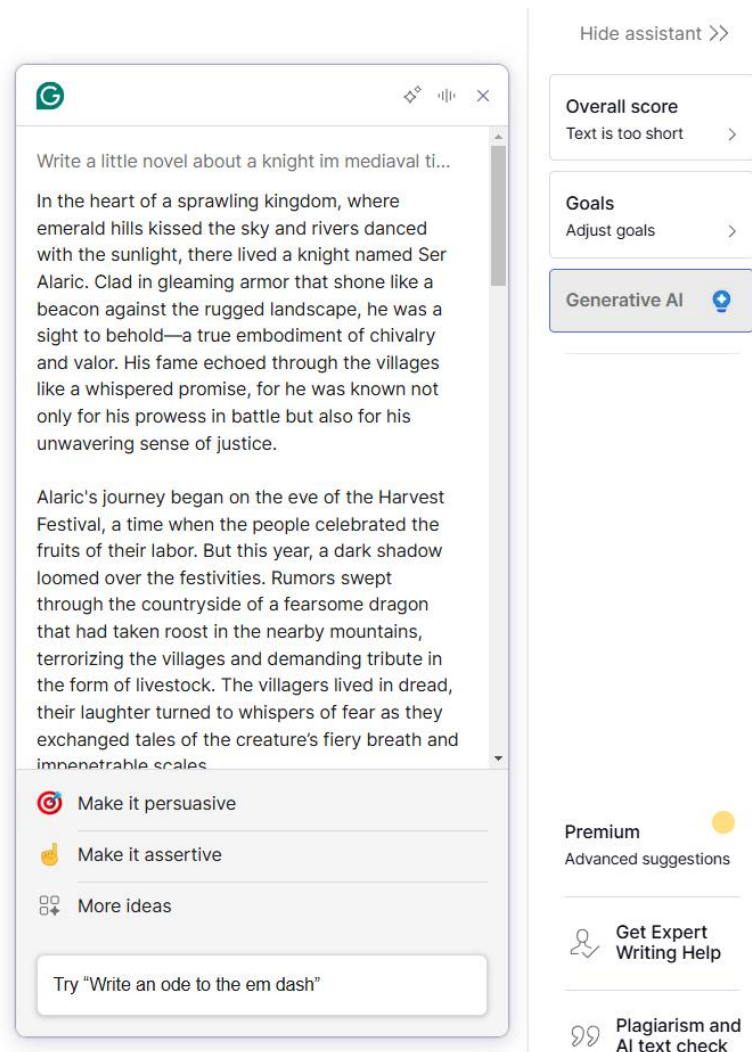 Hide assistant >>
Write a little novel about a knight im mediaval ti...
In the heart of a sprawling kingdom, where
emerald hills kissed the sky and rivers danced
with the sunlight, there lived a knight named Ser
Alaric. Clad in gleaming armor that shone like a
beacon against the rugged landscape, he was a
sight to behold—a true embodiment of chivalry
and valor. His fame echoed through the villages
like a whispered promise, for he was known not
only for his prowess in battle but also for his
unwavering sense of justice.
Alaric's journey began on the eve of the Harvest
Festival, a time when the people celebrated the
fruits of their labor. But this year, a dark shadow
loomed over the festivities. Rumors swept
through the countryside of a fearsome dragon
that had taken roost in the nearby mountains,
terrorizing the villages and demanding tribute in
the form of livestock. The villagers lived in dread,
their laughter turned to whispers of fear as they
exchanged tales of the creature's fiery breath and
impenetrable scales
Make it persuasive
Make it assertive
More ideas
Try “Write an ode to the em dash”
Overall score
Text is too short
Goals
Adjust goals
Generative AI
Premium
Advanced suggestions
Get Expert
Writing Help
Plagiarism and
AI text check